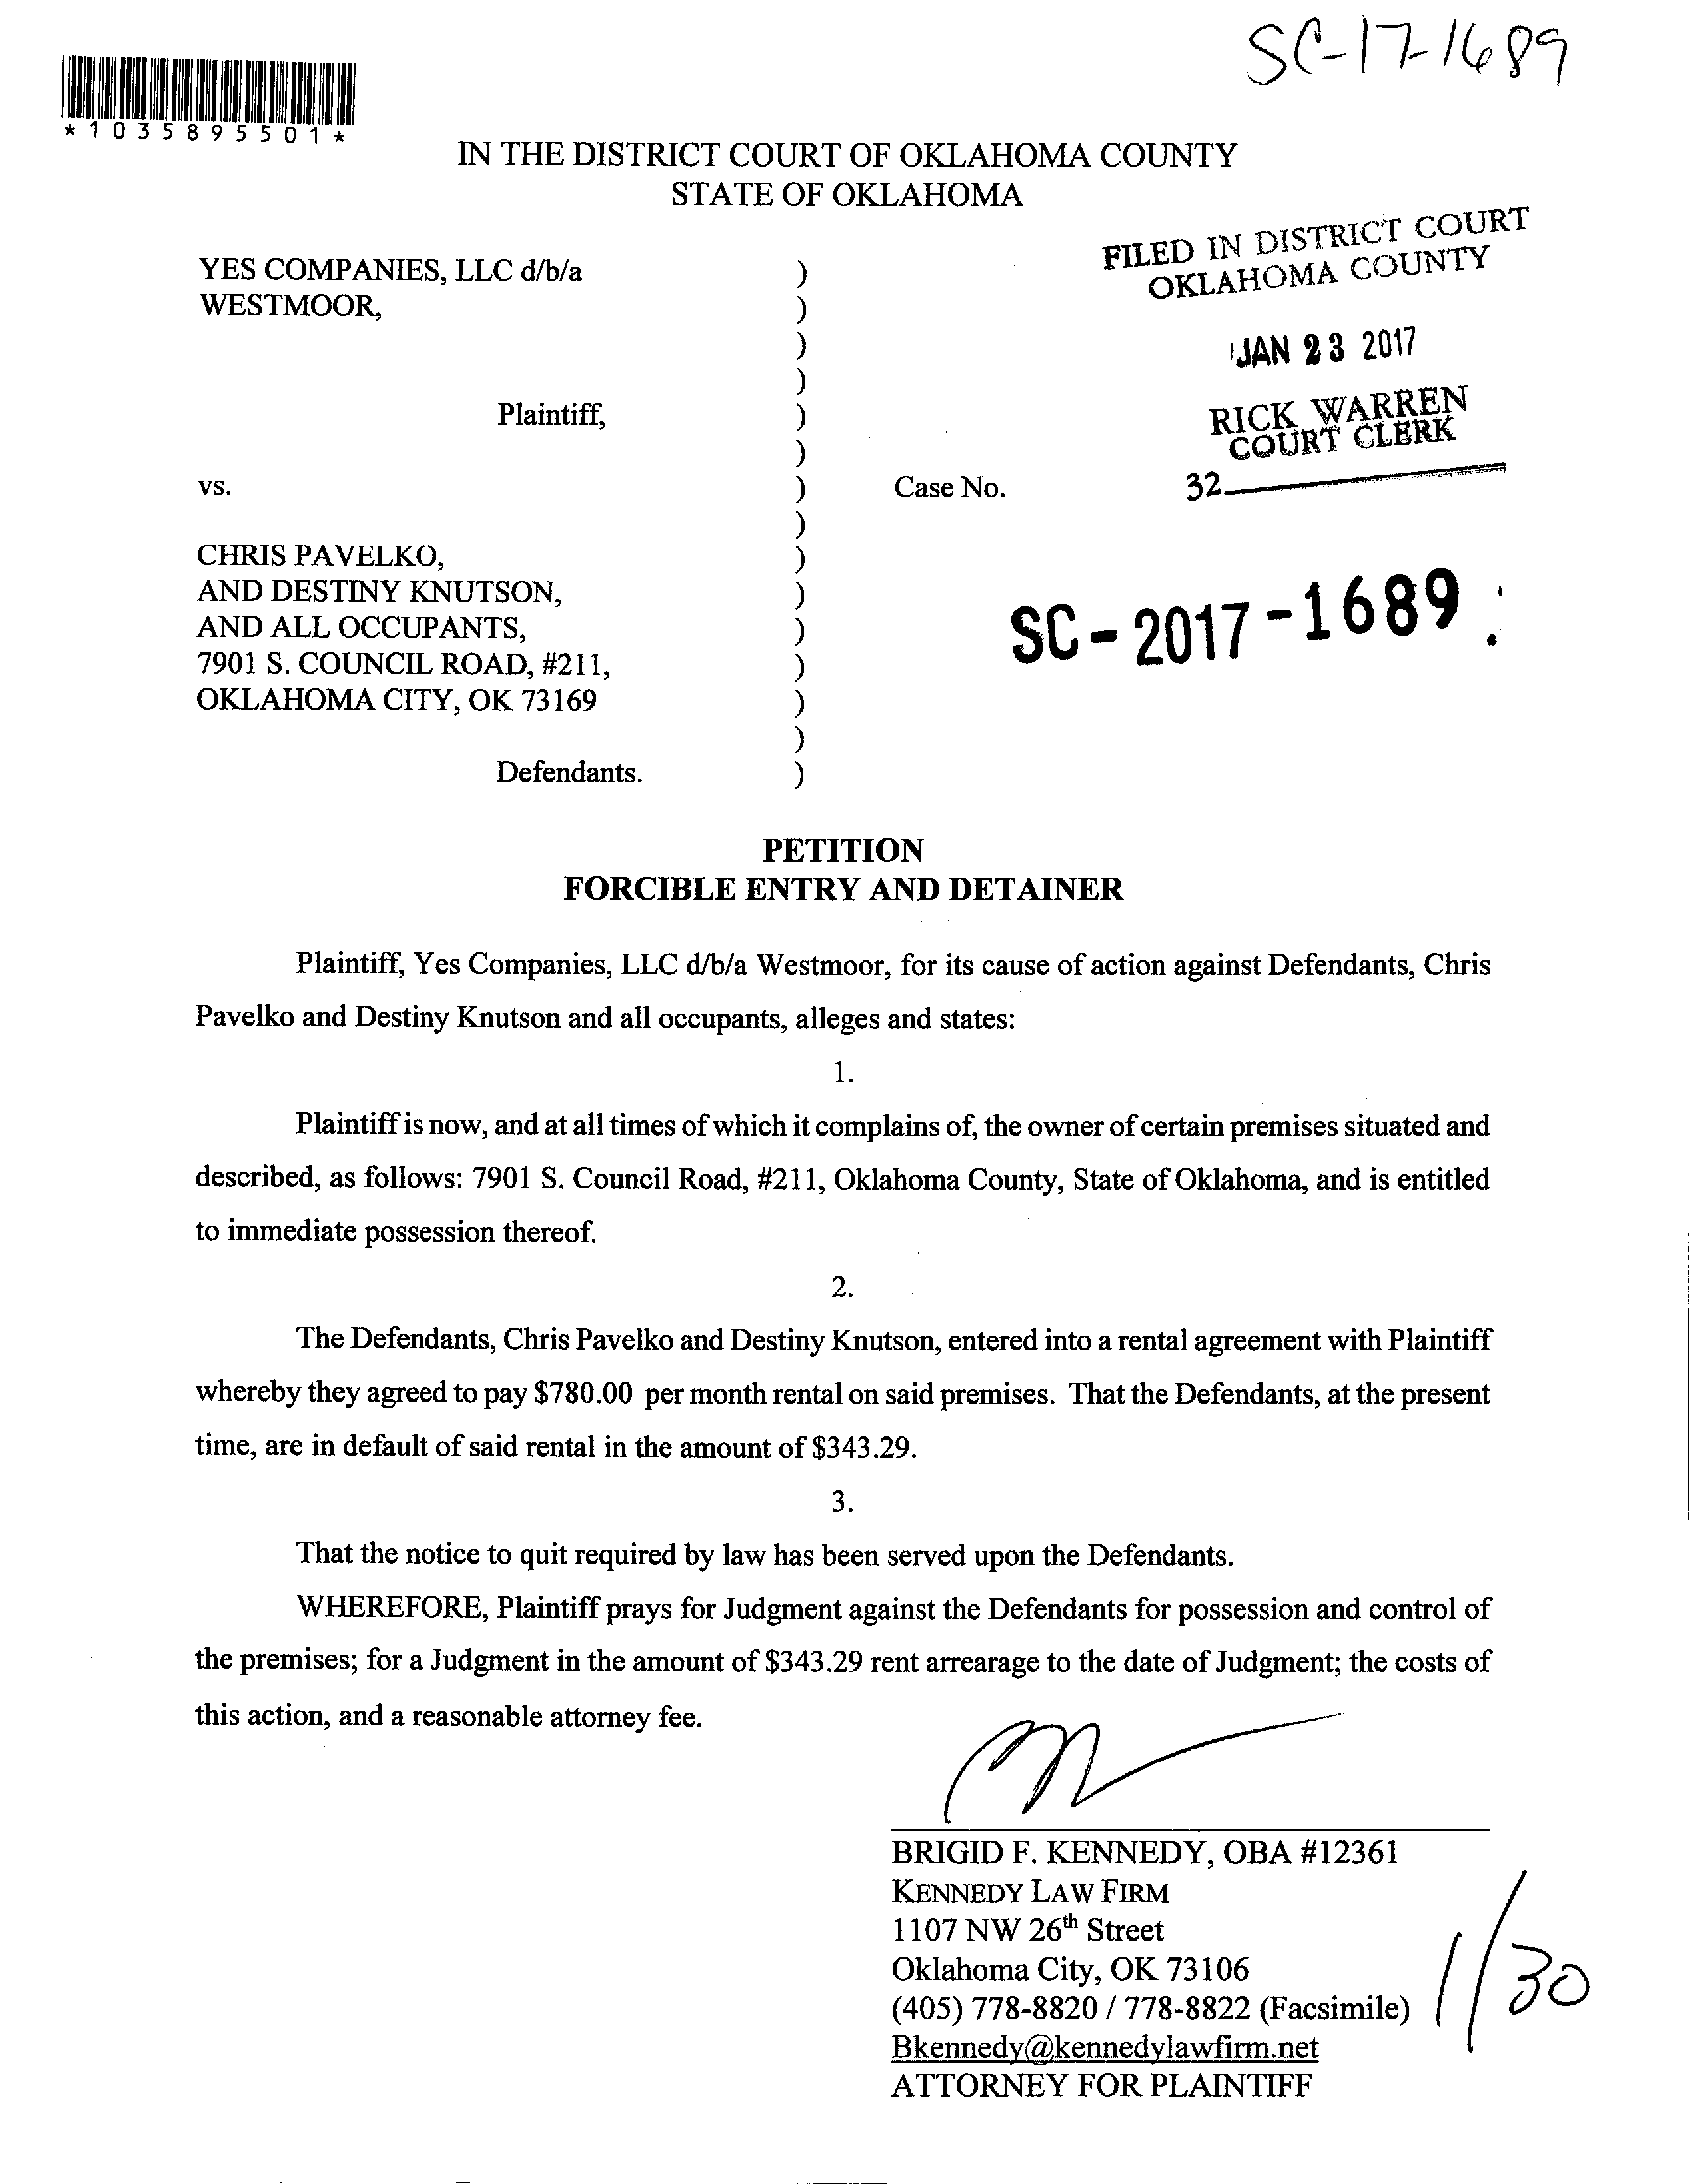 SC-17-1689
*1035895501*
IN THE DISTRICT COURT OF OKLAHOMA COUNTY
STATE OF OKLAHOMA
FILED IN DISTRICT COURT
OKLAHOMA COUNTY
JAN 23 2017
RICK WARREN
COURT CLERK
32
YES COMPANIES, LLC d/b/a
WESTMOOR,
Plaintiff,
vs.
Case No.
CHRIS PAVELKO,
AND DESTINY KNUTSON,
AND ALL OCCUPANTS,
7901 S. COUNCIL ROAD, #211,
OKLAHOMA CITY, OK 73169
Defendants.
SC-2017-1689
PETITION
FORCIBLE ENTRY AND DETAINER
Plaintiff, Yes Companies, LLC d/b/a Westmoor, for its cause of action against Defendants, Chris
Pavelko and Destiny Knutson and all occupants, alleges and states:
1.
Plaintiff is now, and at all times of which it complains of, the owner of certain premises situated and
described, as follows: 7901 S. Council Road, #211, Oklahoma County, State of Oklahoma, and is entitled
to immediate possession thereof.
2.
The Defendants, Chris Pavelko and Destiny Knutson, entered into a rental agreement with Plaintiff
whereby they agreed to pay $780.00 per month rental on said premises. That the Defendants, at the present
time, are in default of said rental in the amount of $343.29.
3.
That the notice to quit required by law has been served upon the Defendants.
WHEREFORE, Plaintiff prays for Judgment against the Defendants for possession and control of
the premises; for a Judgment in the amount of $343.29 rent arrearage to the date of Judgment; the costs of
this action, and a reasonable attorney fee.
BRIGID F. KENNEDY, OBA #12361
KENNEDY LAW FIRM
1107 NW 26th Street
Oklahoma City, OK 73106
(405) 778-8820 / 778-8822 (Facsimile)
Bkennedy@kennedylawfirm.net
ATTORNEY FOR PLAINTIFF
1/30